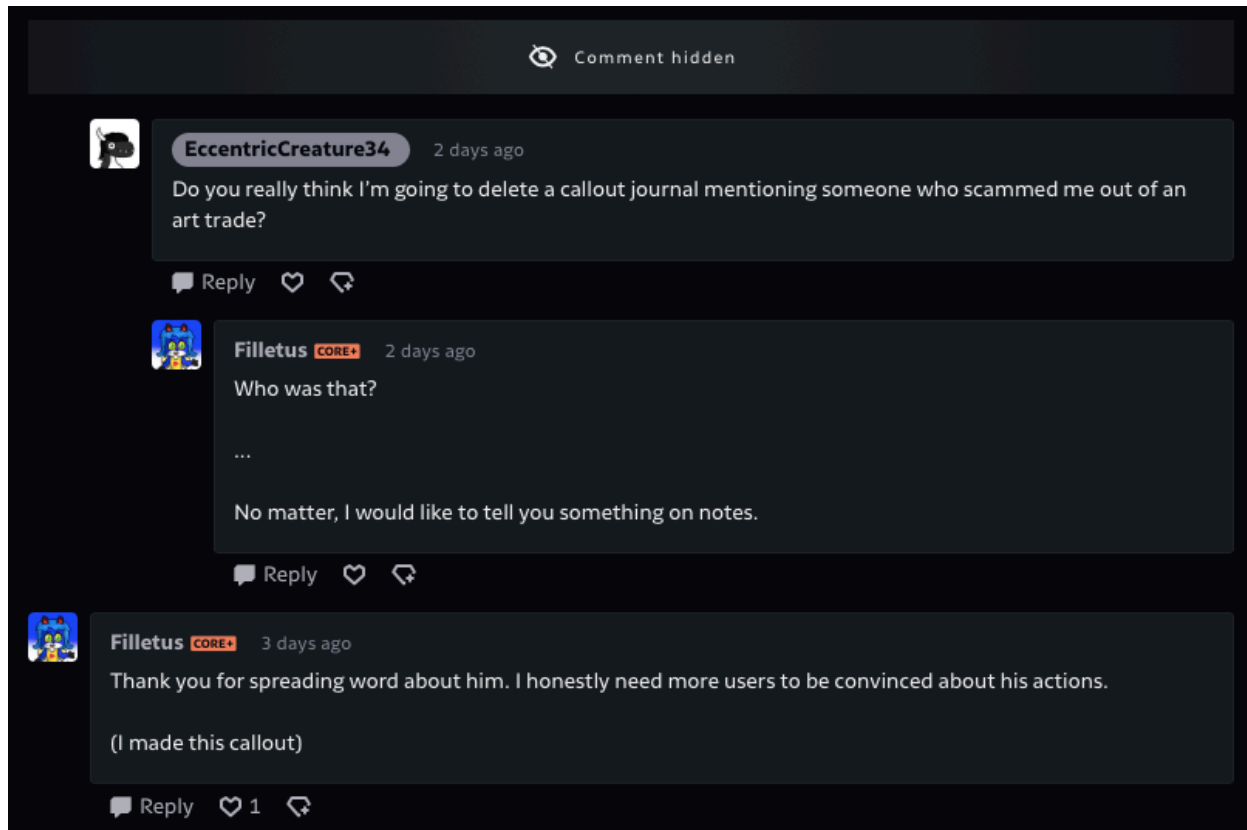 Comment hidden
EccentricCreature34 2 days ago
Do you really think I'm going to delete a callout journal mentioning someone who scammed me out of an
art trade?
Reply
Filletus CORE+ 2 days ago
Who was that?
...
No matter, I would like to tell you something on notes.
Reply
Filletus CORE+ 3 days ago
Thank you for spreading word about him. I honestly need more users to be convinced about his actions.
(I made this callout)
Reply 1